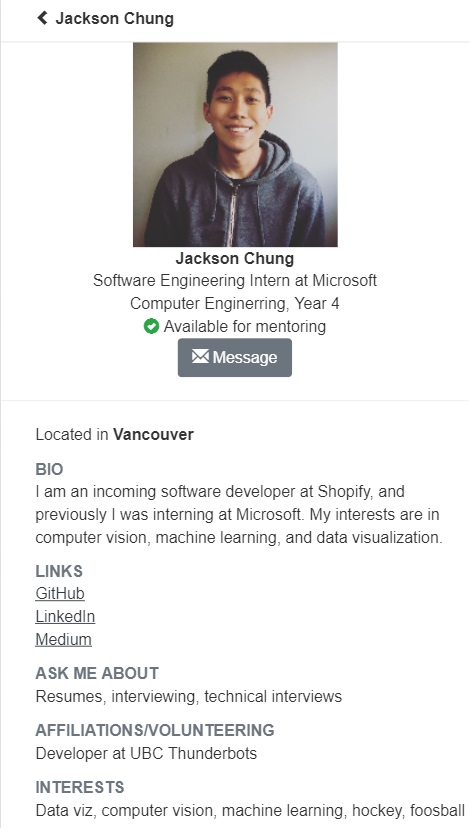 Jackson Chung
Jackson Chung
Software Engineering Intern at Microsoft
Computer Enginerring, Year 4
Available for mentoring
Message
Located in Vancouver
BIO
I am an incoming software developer at Shopify, and
previously I was interning at Microsoft. My interests are in
computer vision, machine learning, and data visualization.
LINKS
GitHub
LinkedIn
Medium
ASK ME ABOUT
Resumes, interviewing, technical interviews
AFFILIATIONS/VOLUNTEERING
Developer at UBC Thunderbots
INTERESTS
Data viz, computer vision, machine learning, hockey, foosball